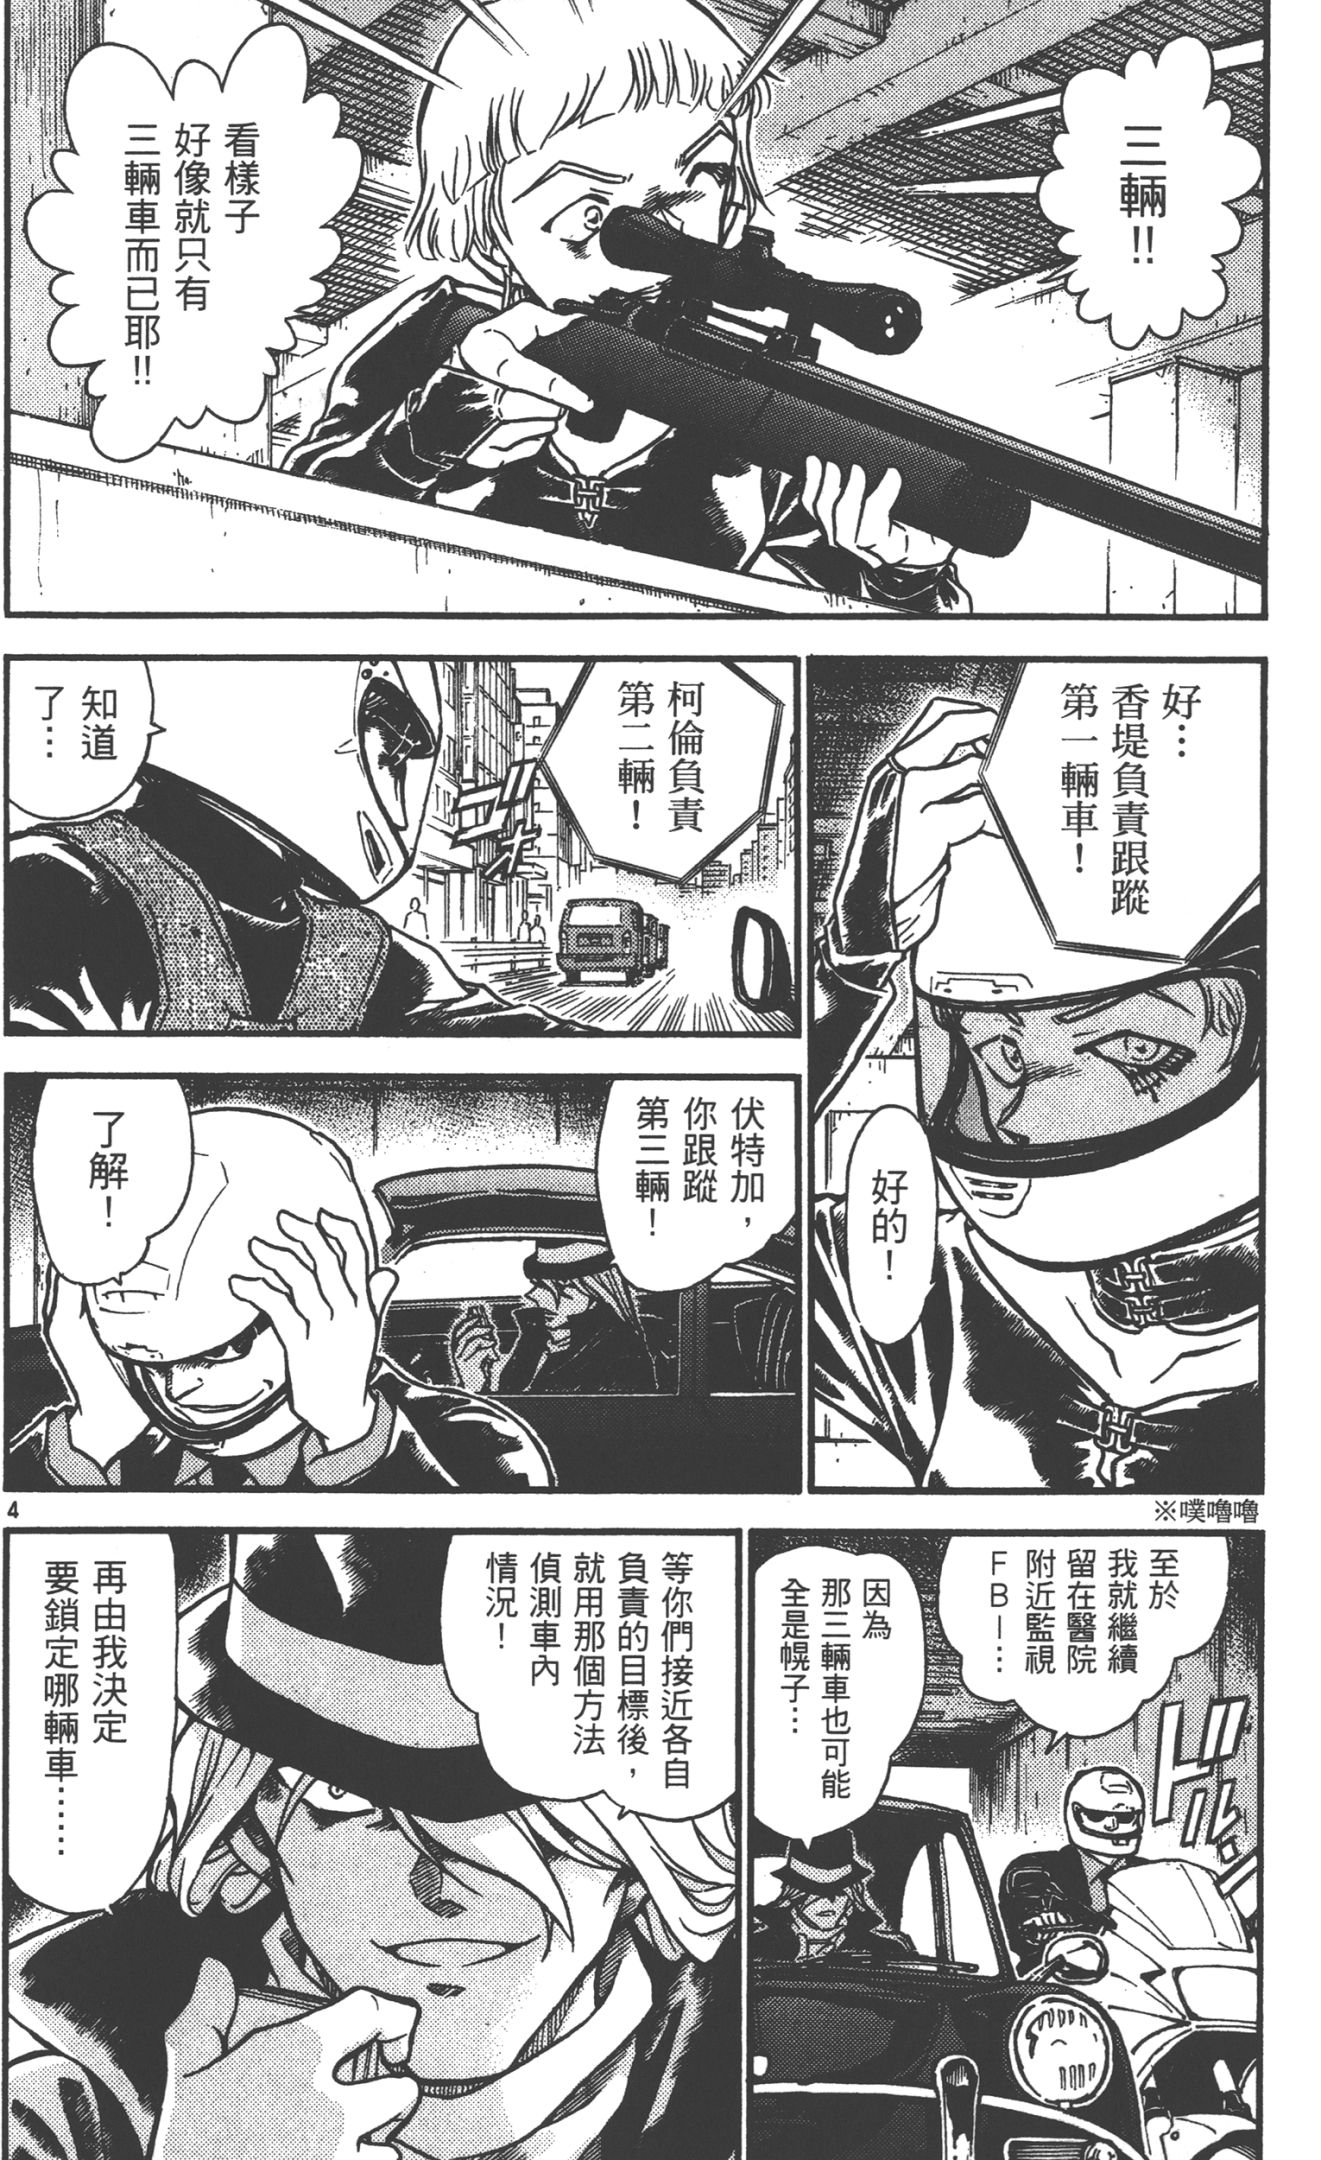 三輛!!
看樣子
好像就只有
三輛車而已耶!!
好…
香堤負責跟蹤
第一輛車!
好的!
柯倫負責
第二輛!
ブオ
知道
了…
伏特加,
你跟蹤
第三輛!
了解!
4
※噗嚕嚕
至於
我就繼續
留在醫院
附近監視
FBI…
ドルル
因為
那三輛車也可能
全是幌子…
等你們接近各自
負責的目標後,
就用那個方法
偵測車內
情況!
再由我決定
要鎖定哪輛車……